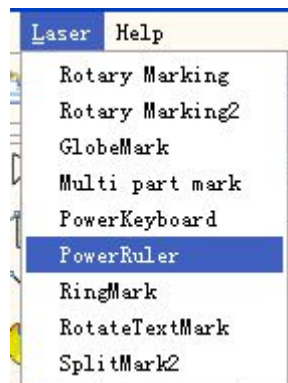 Laser Help
Rotary Marking
Rotary Marking2
GlobeMark
Multi part mark
PowerKeyboard
PowerRuler
RingMark
RotateTextMark
SplitMark2